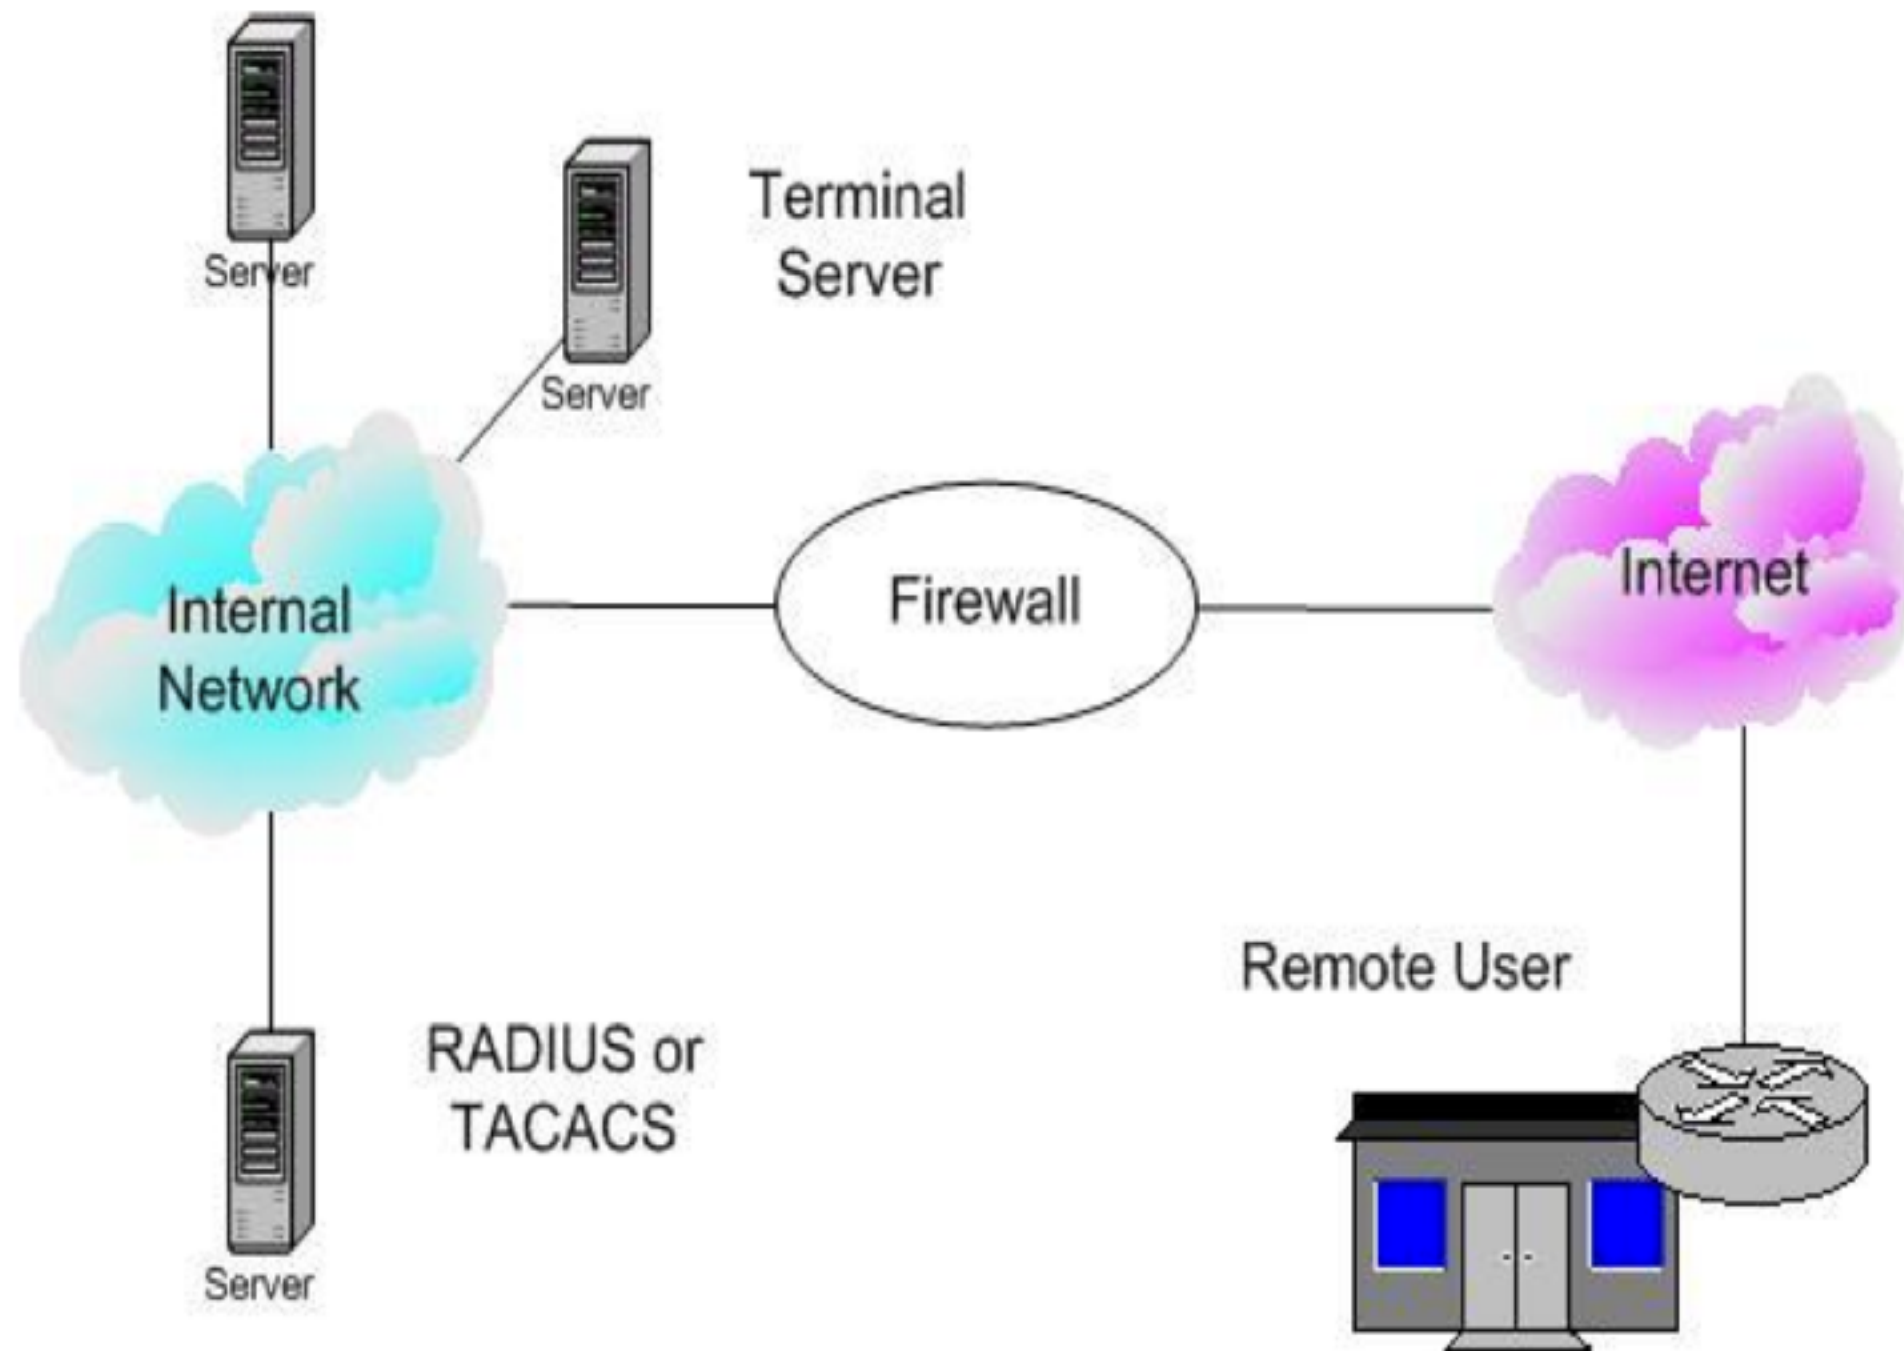 Server
Terminal
Server
Server
Internal
Network
Firewall
Internet
Remote User
RADIUS or
TACACS
Server